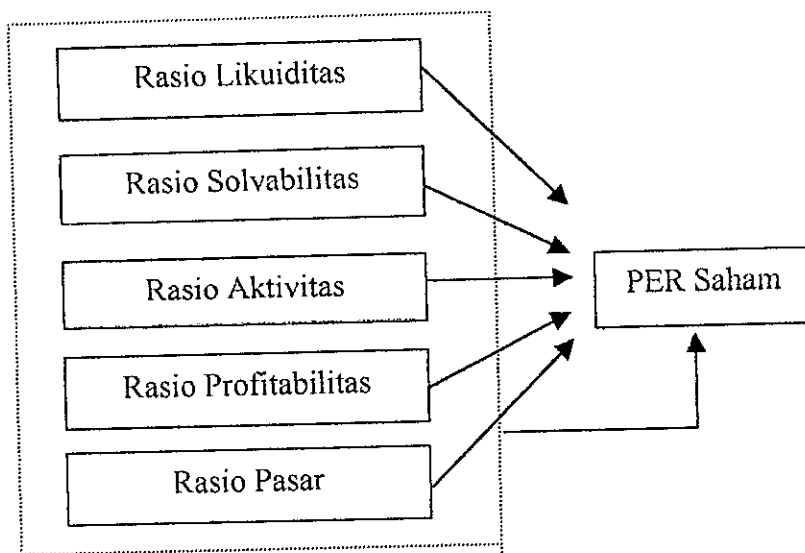 Rasio Likuiditas
Rasio Solvabilitas
Rasio Aktivitas
Rasio Profitabilitas
Rasio Pasar
PER Saham